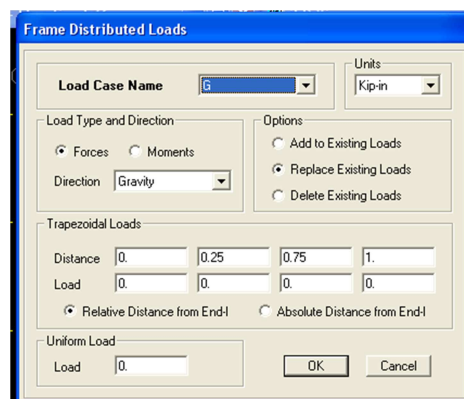 Frame Distributed Loads
Units
Load Case Name G Kip-in
Load Type and Direction
Forces Moments
Direction Gravity
Options
Add to Existing Loads
Replace Existing Loads
Delete Existing Loads
Trapezoidal Loads
Distance 0. 0.25 0.75 1.
Load 0. 0. 0. 0.
Relative Distance from End-I Absolute Distance from End-I
Uniform Load
Load 0.
OK Cancel